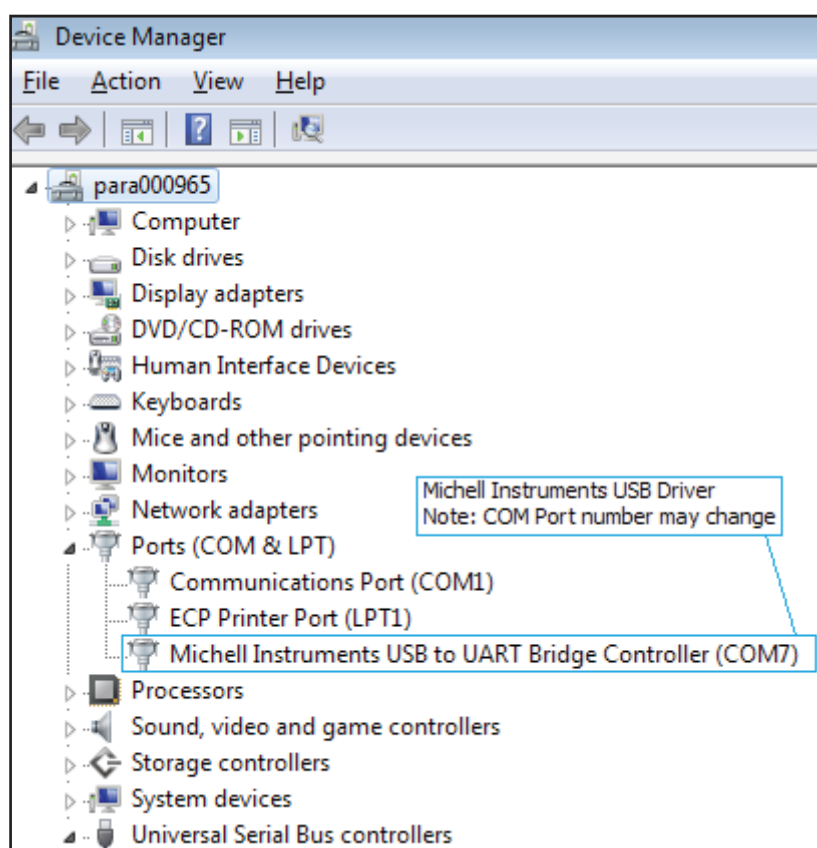 Device Manager
File Action View Help
para000965
Computer
Disk drives
Display adapters
DVD/CD-ROM drives
Human Interface Devices
Keyboards
Mice and other pointing devices
Monitors
Michell Instruments USB Driver
Note: COM Port number may change
Network adapters
Ports (COM & LPT)
Communications Port (COM1)
ECP Printer Port (LPT1)
Michell Instruments USB to UART Bridge Controller (COM7)
Processors
Sound, video and game controllers
Storage controllers
System devices
Universal Serial Bus controllers